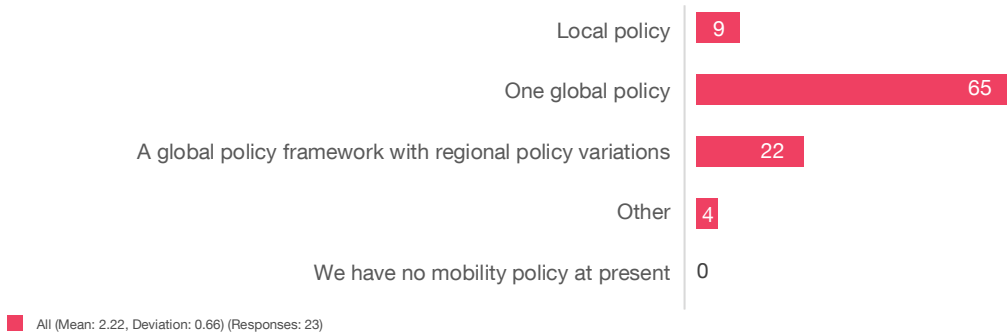 Local policy 9
One global policy 65
A global policy framework with regional policy variations 22
Other 4
We have no mobility policy at present 0
All (Mean: 2.22, Deviation: 0.66) (Responses: 23)